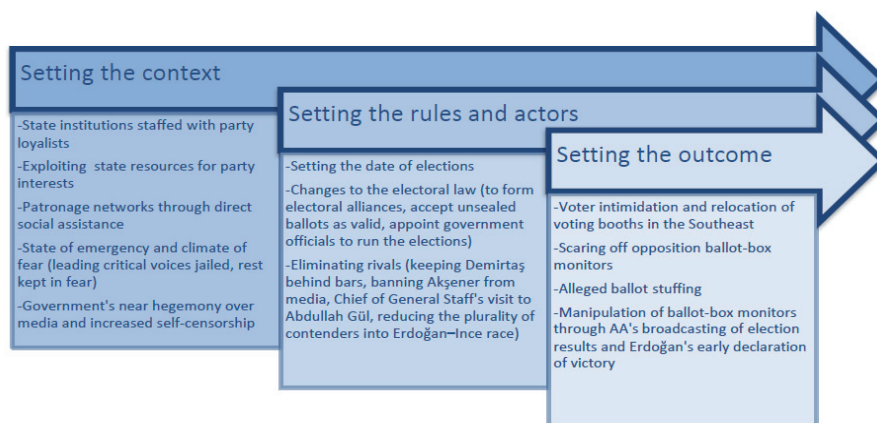 Setting the context
-State institutions staffed with party
loyalists
-Exploiting state resources for party
interests
-Patronage networks through direct
social assistance
-State of emergency and climate of
fear (leading critical voices jailed, rest
kept in fear)
-Government's near hegemony over
media and increased self-censorship
Setting the rules and actors
-Setting the date of elections
-Changes to the electoral law (to form
electoral alliances, accept unsealed
ballots as valid, appoint government
officials to run the elections)
-Eliminating rivals (keeping Demirtaş
behind bars, banning Akşener from
media, Chief of General Staff's visit to
Abdullah Gül, reducing the plurality of
contenders into Erdoğan–Ince race)
Setting the outcome
-Voter intimidation and relocation of
voting booths in the Southeast
-Scaring off opposition ballot-box
monitors
-Alleged ballot stuffing
-Manipulation of ballot-box monitors
through AA's broadcasting of election
results and Erdoğan's early declaration
of victory